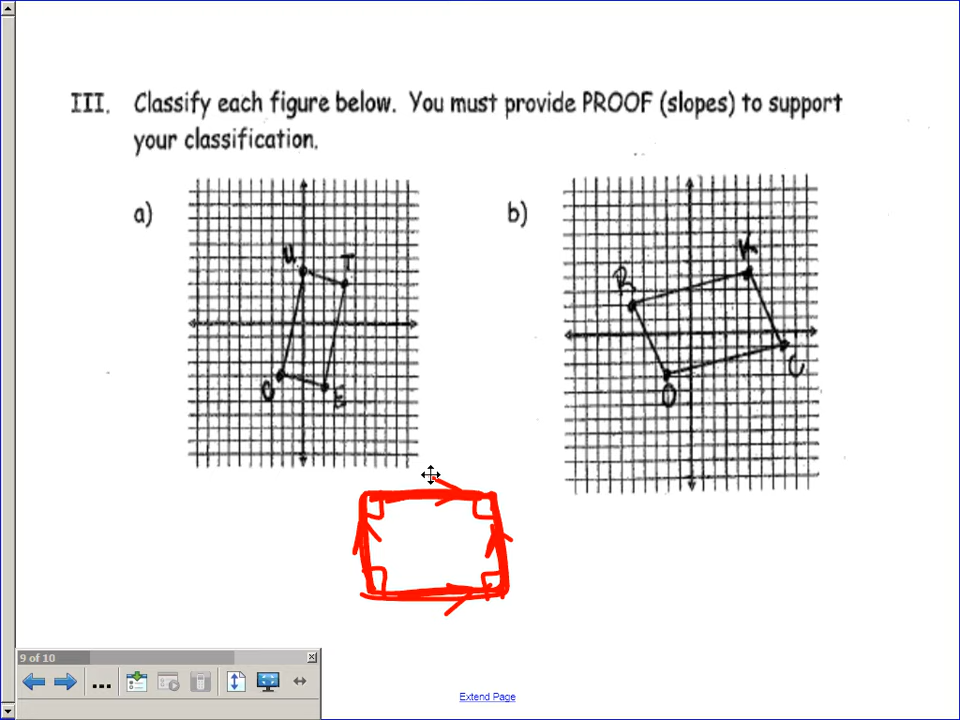 III. Classify each figure below. You must provide PROOF (slopes) to support
your classification.
a)
b)
U
T
O
E
R
K
O
C
9 of 10
...
Extend Page